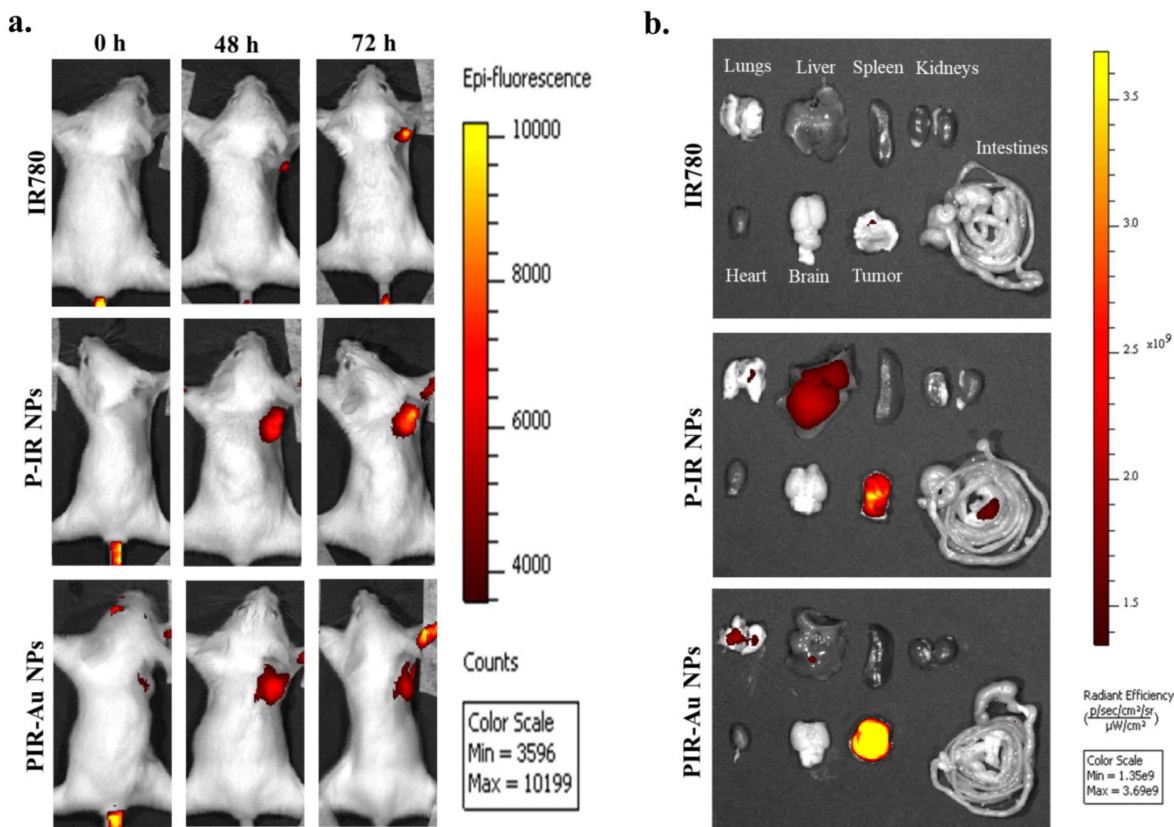 a.
0 h
48 h
72 h
IR780
P-IR NPs
PIR-Au NPs
Epi-fluorescence
10000
8000
6000
4000
Counts
Color Scale
Min = 3596
Max = 10199
b.
IR780
Lungs
Liver
Spleen
Kidneys
Intestines
Heart
Brain
Tumor
P-IR NPs
PIR-Au NPs
3.5
3.0
2.5
x10⁹
2.0
1.5
Radiant Efficiency
(p/sec/cm²/sr
µW/cm²)
Color Scale
Min = 1.35e9
Max = 3.69e9